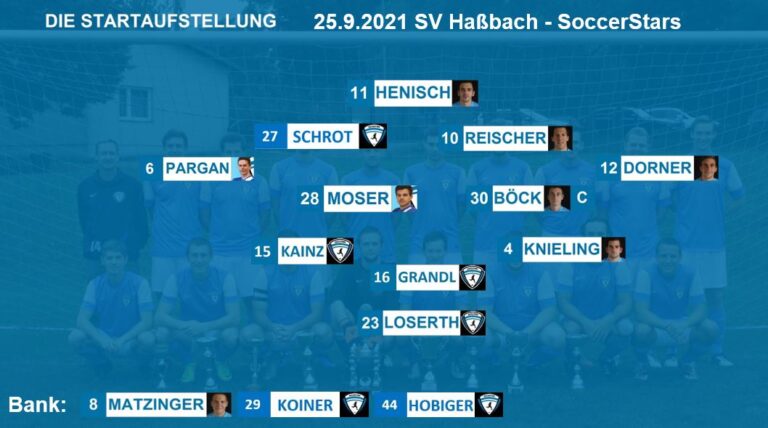 DIE STARTAUFSTELLUNG 25.9.2021 SV Haßbach - SoccerStars
11 HENISCH
27 SCHROT 10 REISCHER
6 PARGAN 12 DORNER
28 MOSER 30 BÖCK C
15 KAINZ 4 KNIELING
16 GRANDL
23 LOSERTH
Bank: 8 MATZINGER 29 KOINER 44 HOBIGER